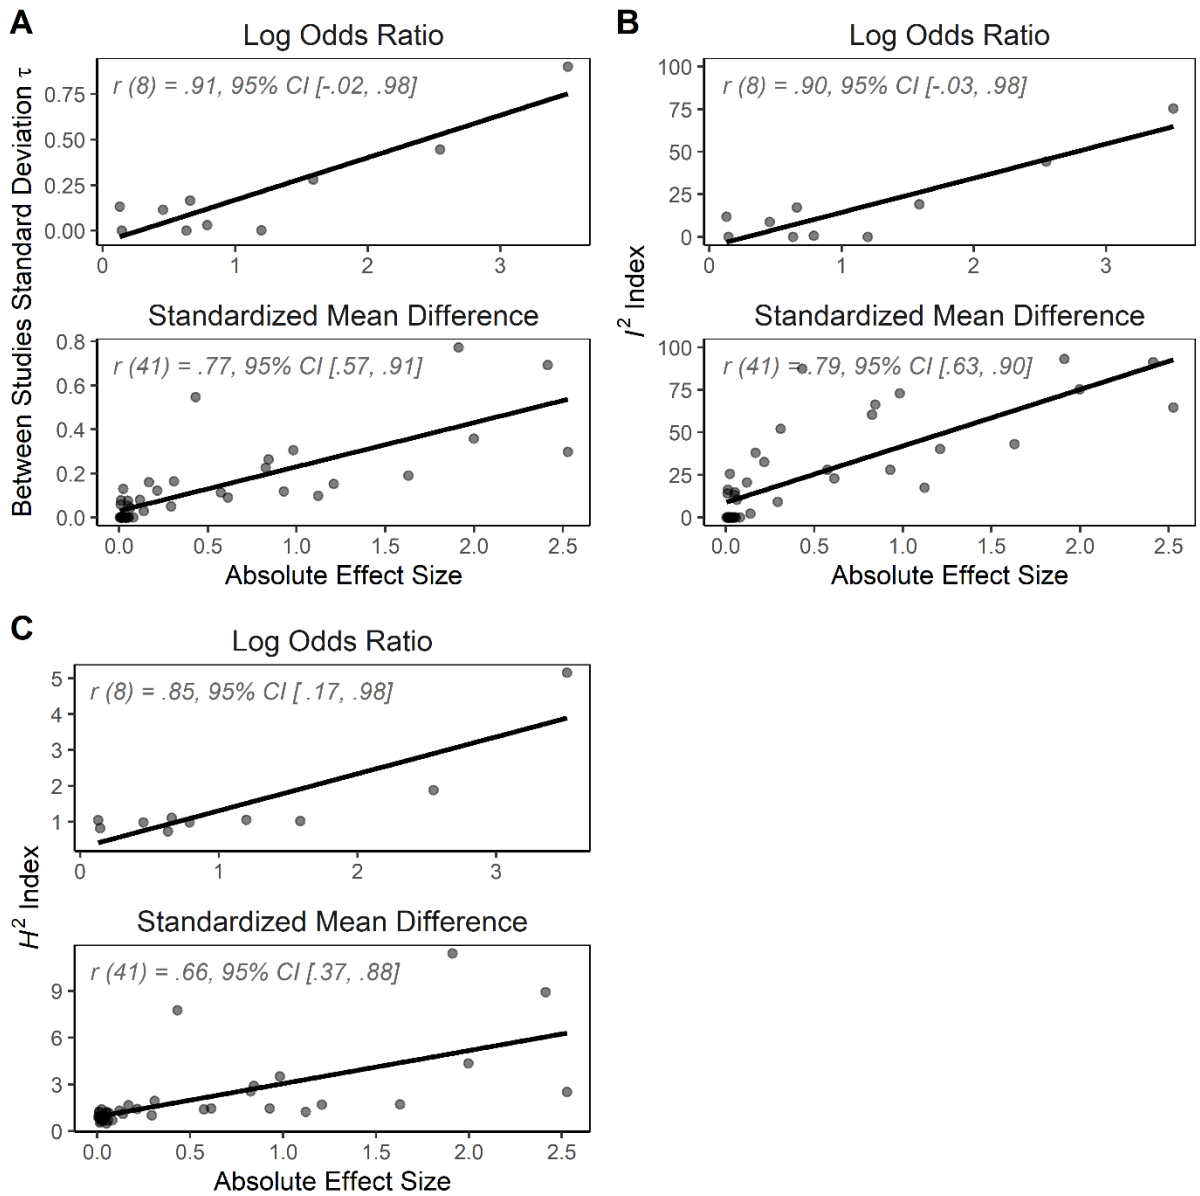 A
Log Odds Ratio
r (8) = .91, 95% CI [-.02, .98]
0.75
0.50
0.25
0.00
0 1 2 3
Between Studies Standard Deviation τ
Standardized Mean Difference
r (41) = .77, 95% CI [.57, .91]
0.8
0.6
0.4
0.2
0.0
0.0 0.5 1.0 1.5 2.0 2.5
Absolute Effect Size
B
Log Odds Ratio
r (8) = .90, 95% CI [-.03, .98]
100
75
50
25
0
0 1 2 3
I² Index
Standardized Mean Difference
r (41) = .79, 95% CI [.63, .90]
100
75
50
25
0
0.0 0.5 1.0 1.5 2.0 2.5
Absolute Effect Size
C
Log Odds Ratio
r (8) = .85, 95% CI [ .17, .98]
5
4
3
2
1
0 1 2 3
H² Index
Standardized Mean Difference
r (41) = .66, 95% CI [.37, .88]
9
6
3
0
0.0 0.5 1.0 1.5 2.0 2.5
Absolute Effect Size